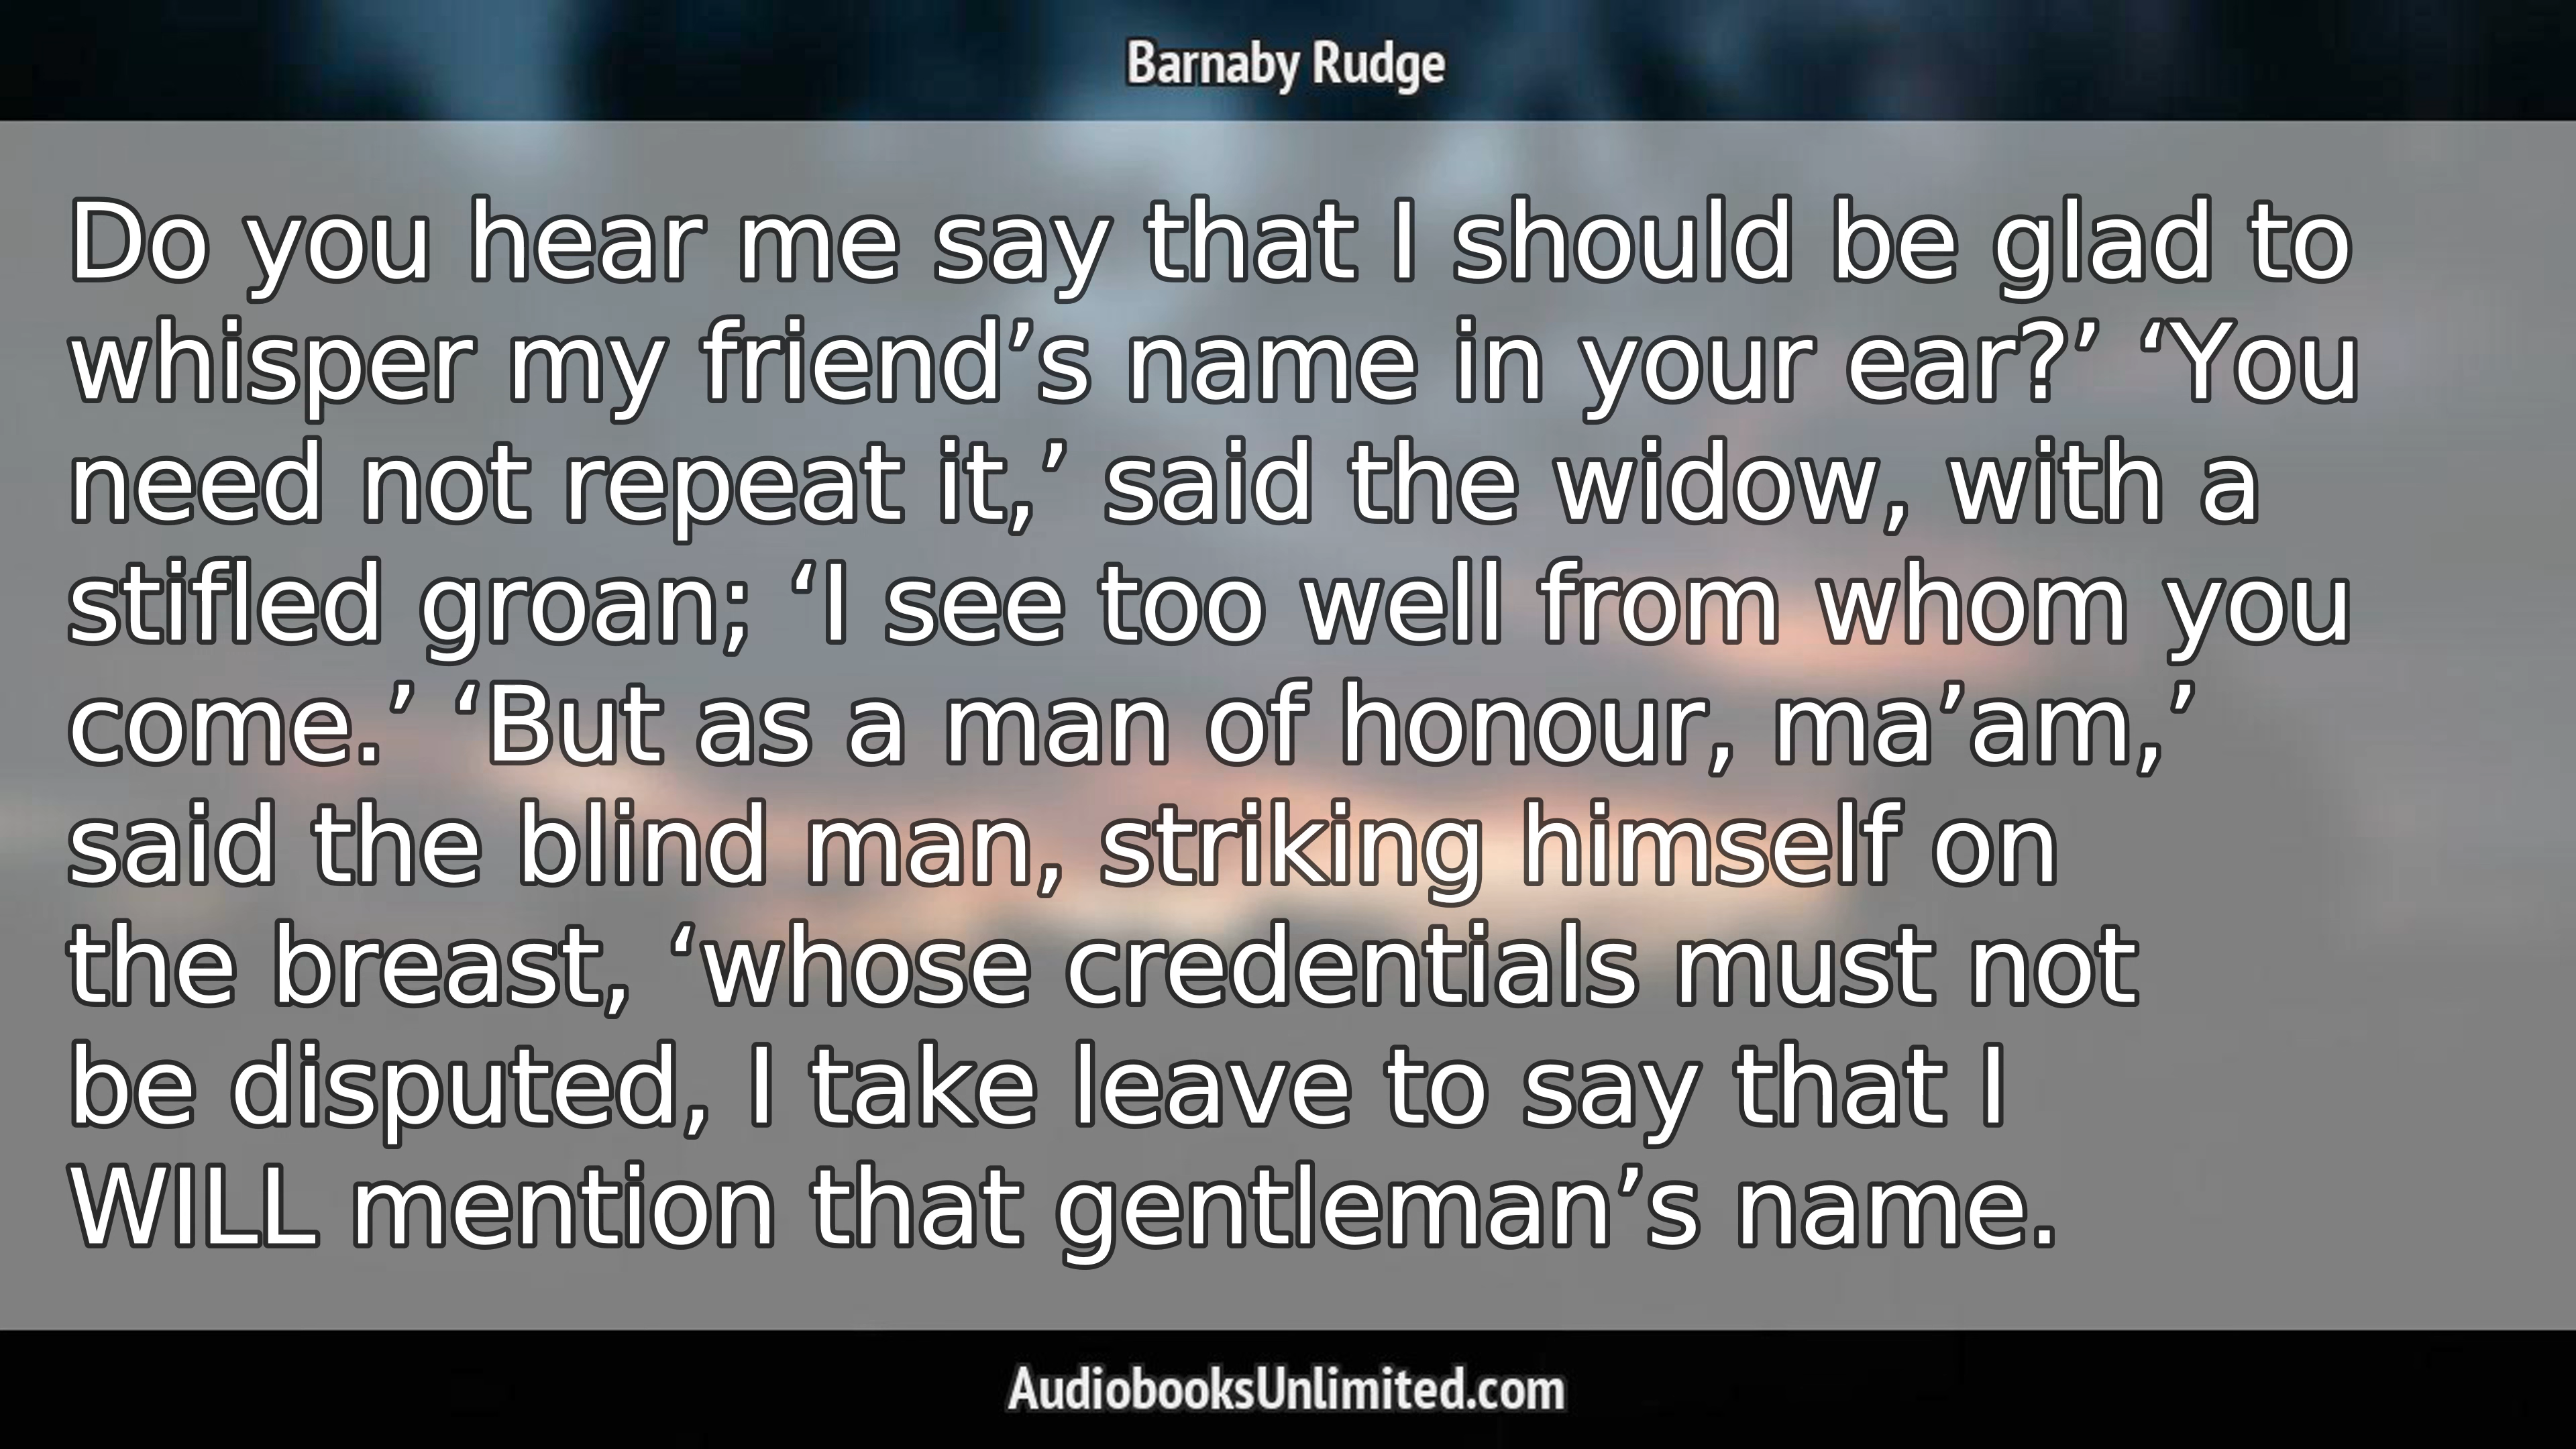 Barnaby Rudge
Do you hear me say that I should be glad to
whisper my friend’s name in your ear?’ ‘You
need not repeat it,’ said the widow, with a
stifled groan; ‘I see too well from whom you
come.’ ‘But as a man of honour, ma’am,’
said the blind man, striking himself on
the breast, ‘whose credentials must not
be disputed, I take leave to say that I
WILL mention that gentleman’s name.
AudiobooksUnlimited.com